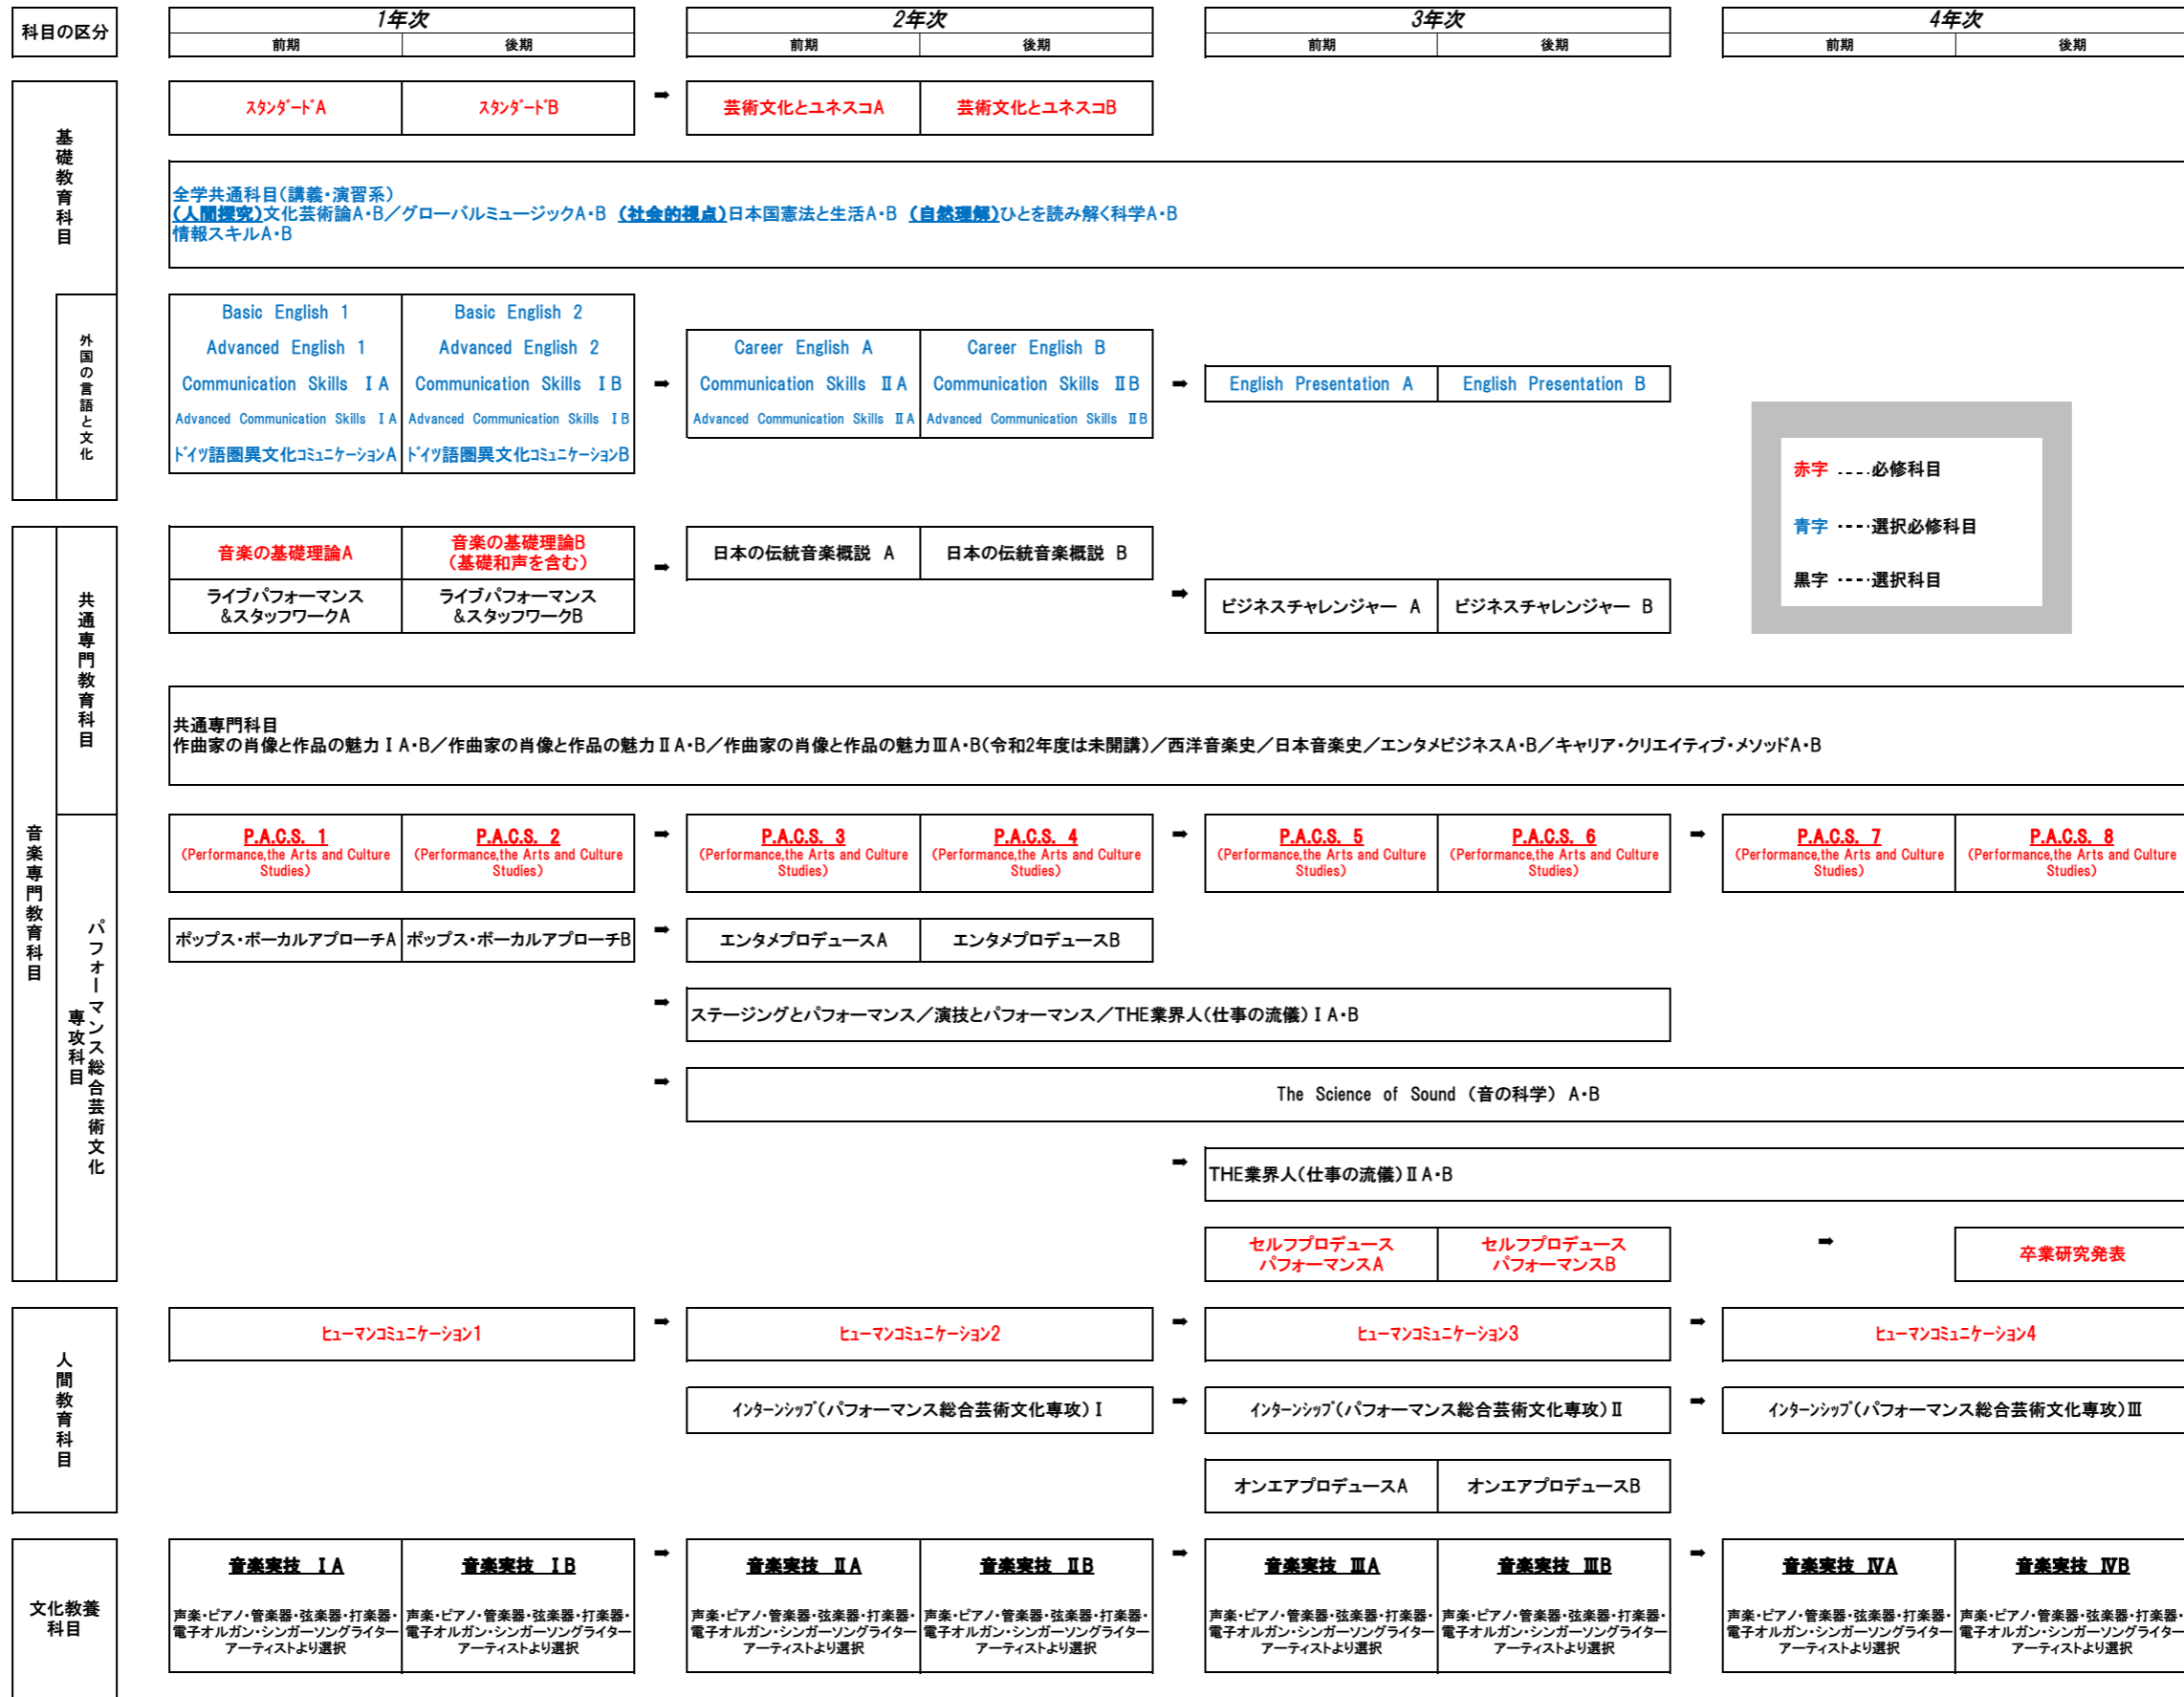 科目の区分
1年次
2年次
3年次
4年次
前期
後期
前期
後期
前期
後期
前期
後期
基礎教育科目
スタンダードA
スタンダードB
➡
芸術文化とユネスコA
芸術文化とユネスコB
全学共通科目(講義・演習系)
(人間探究)文化芸術論A・B／グローバルミュージックA・B (社会的視点)日本国憲法と生活A・B (自然理解)ひとを読み解く科学A・B
情報スキルA・B
外国の言語と文化
Basic English 1
Advanced English 1
Communication Skills ⅠA
Advanced Communication Skills ⅠA
ドイツ語圏異文化コミュニケーションA
Basic English 2
Advanced English 2
Communication Skills ⅠB
Advanced Communication Skills ⅠB
ドイツ語圏異文化コミュニケーションB
➡
Career English A
Communication Skills ⅡA
Advanced Communication Skills ⅡA
Career English B
Communication Skills ⅡB
Advanced Communication Skills ⅡB
➡
English Presentation A
English Presentation B
赤字 ----必修科目
青字 ----選択必修科目
黒字 ----選択科目
音楽専門教育科目
共通専門教育科目
音楽の基礎理論A
音楽の基礎理論B
(基礎和声を含む)
➡
日本の伝統音楽概説 A
日本の伝統音楽概説 B
ライブパフォーマンス
&スタッフワークA
ライブパフォーマンス
&スタッフワークB
➡
ビジネスチャレンジャー A
ビジネスチャレンジャー B
共通専門科目
作曲家の肖像と作品の魅力ⅠA・B／作曲家の肖像と作品の魅力ⅡA・B／作曲家の肖像と作品の魅力ⅢA・B(令和2年度は未開講)／西洋音楽史／日本音楽史／エンタメビジネスA・B／キャリア・クリエイティブ・メソッドA・B
パフォーマンス総合芸術文化
専攻科目
P.A.C.S. 1
(Performance,the Arts and Culture
Studies)
P.A.C.S. 2
(Performance,the Arts and Culture
Studies)
➡
P.A.C.S. 3
(Performance,the Arts and Culture
Studies)
P.A.C.S. 4
(Performance,the Arts and Culture
Studies)
➡
P.A.C.S. 5
(Performance,the Arts and Culture
Studies)
P.A.C.S. 6
(Performance,the Arts and Culture
Studies)
➡
P.A.C.S. 7
(Performance,the Arts and Culture
Studies)
P.A.C.S. 8
(Performance,the Arts and Culture
Studies)
ポップス・ボーカルアプローチA
ポップス・ボーカルアプローチB
➡
エンタメプロデュースA
エンタメプロデュースB
➡
ステージングとパフォーマンス／演技とパフォーマンス／THE業界人(仕事の流儀)ⅠA・B
➡
The Science of Sound (音の科学) A・B
➡
THE業界人(仕事の流儀)ⅡA・B
セルフプロデュース
パフォーマンスA
セルフプロデュース
パフォーマンスB
➡
卒業研究発表
人間教育科目
ヒューマンコミュニケーション1
➡
ヒューマンコミュニケーション2
➡
ヒューマンコミュニケーション3
➡
ヒューマンコミュニケーション4
インターンシップ(パフォーマンス総合芸術文化専攻)Ⅰ
➡
インターンシップ(パフォーマンス総合芸術文化専攻)Ⅱ
➡
インターンシップ(パフォーマンス総合芸術文化専攻)Ⅲ
オンエアプロデュースA
オンエアプロデュースB
文化教養
科目
音楽実技 ⅠA
声楽・ピアノ・管楽器・弦楽器・打楽器・
電子オルガン・シンガーソングライター
アーティストより選択
音楽実技 ⅠB
声楽・ピアノ・管楽器・弦楽器・打楽器・
電子オルガン・シンガーソングライター
アーティストより選択
➡
音楽実技 ⅡA
声楽・ピアノ・管楽器・弦楽器・打楽器・
電子オルガン・シンガーソングライター
アーティストより選択
音楽実技 ⅡB
声楽・ピアノ・管楽器・弦楽器・打楽器・
電子オルガン・シンガーソングライター
アーティストより選択
➡
音楽実技 ⅢA
声楽・ピアノ・管楽器・弦楽器・打楽器・
電子オルガン・シンガーソングライター
アーティストより選択
音楽実技 ⅢB
声楽・ピアノ・管楽器・弦楽器・打楽器・
電子オルガン・シンガーソングライター
アーティストより選択
➡
音楽実技 ⅣA
声楽・ピアノ・管楽器・弦楽器・打楽器・
電子オルガン・シンガーソングライター
アーティストより選択
音楽実技 ⅣB
声楽・ピアノ・管楽器・弦楽器・打楽器・
電子オルガン・シンガーソングライター
アーティストより選択